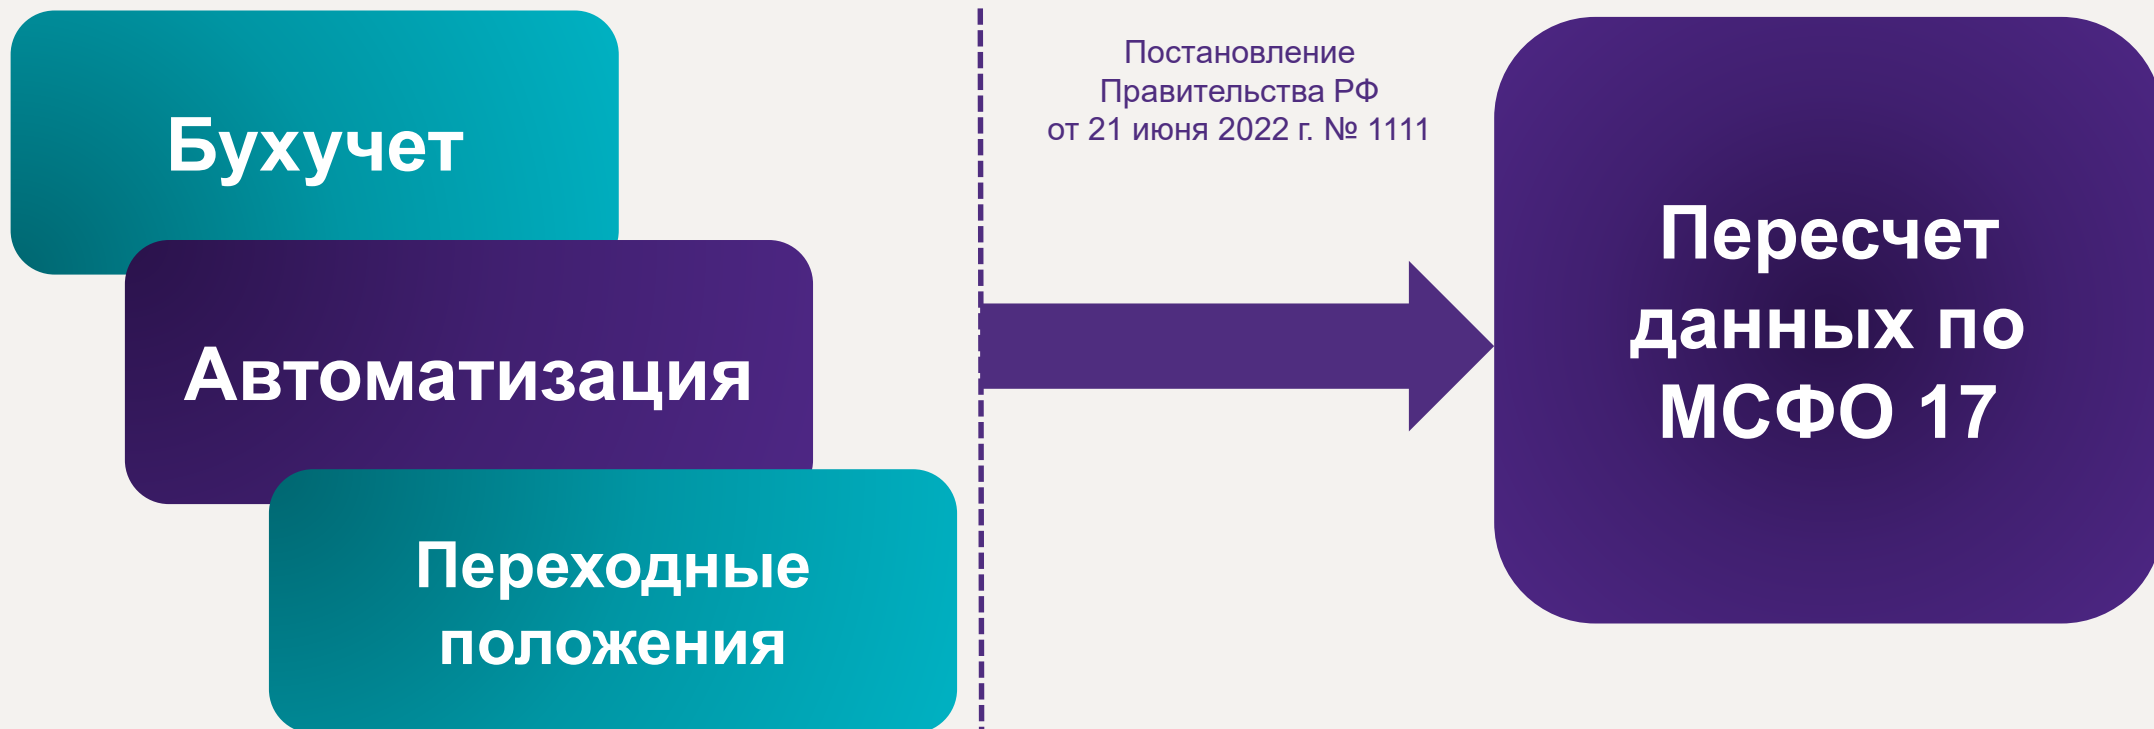 Бухучет
Автоматизация
Переходные
положения
Постановление
Правительства РФ
от 21 июня 2022 г. № 1111
Пересчет
данных по
МСФО 17